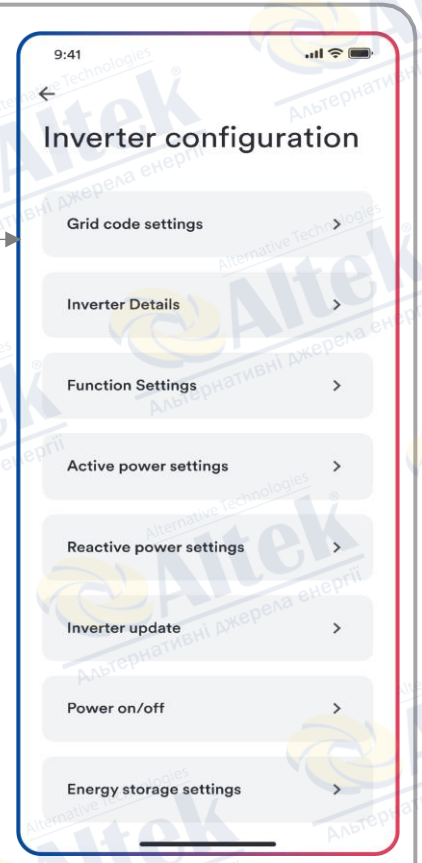 9:41
Inverter configuration
Grid code settings
Inverter Details
Function Settings
Active power settings
Reactive power settings
Inverter update
Power on/off
Energy storage settings
Alternative Technologies
Altek
Альтернативні джерела енергії